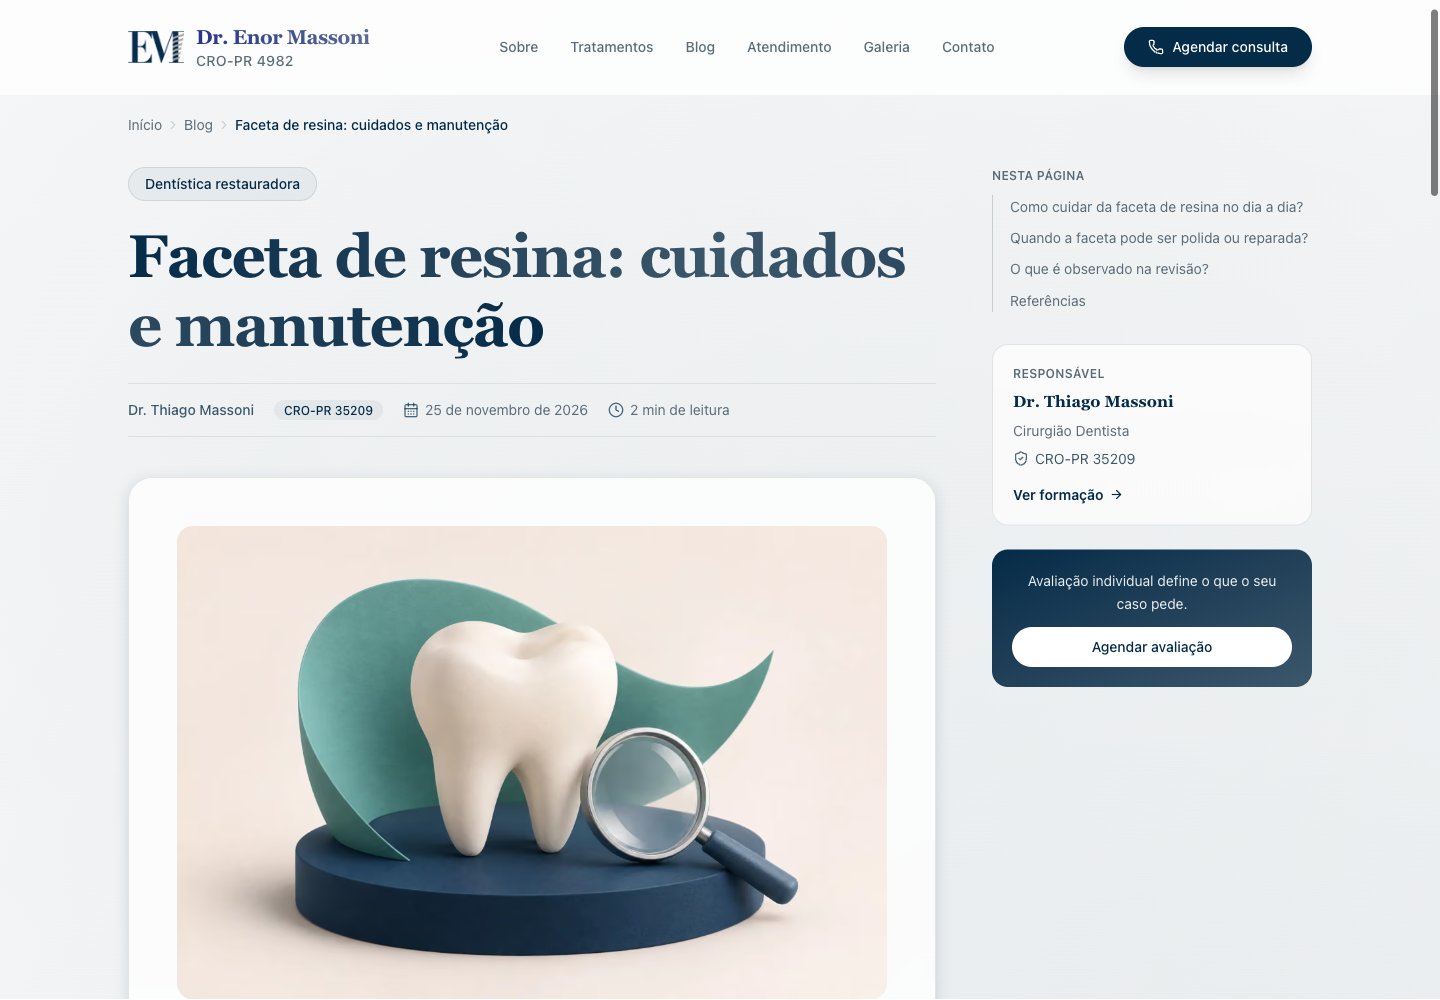 EM
Dr. Enor Massoni
CRO-PR 4982
Sobre
Tratamentos
Blog
Atendimento
Galeria
Contato
Agendar consulta
Início
Blog
Faceta de resina: cuidados e manutenção
Dentística restauradora
Faceta de resina: cuidados
e manutenção
Dr. Thiago Massoni
CRO-PR 35209
25 de novembro de 2026
2 min de leitura
NESTA PÁGINA
Como cuidar da faceta de resina no dia a dia?
Quando a faceta pode ser polida ou reparada?
O que é observado na revisão?
Referências
RESPONSÁVEL
Dr. Thiago Massoni
Cirurgião Dentista
CRO-PR 35209
Ver formação
Avaliação individual define o que o seu
caso pede.
Agendar avaliação